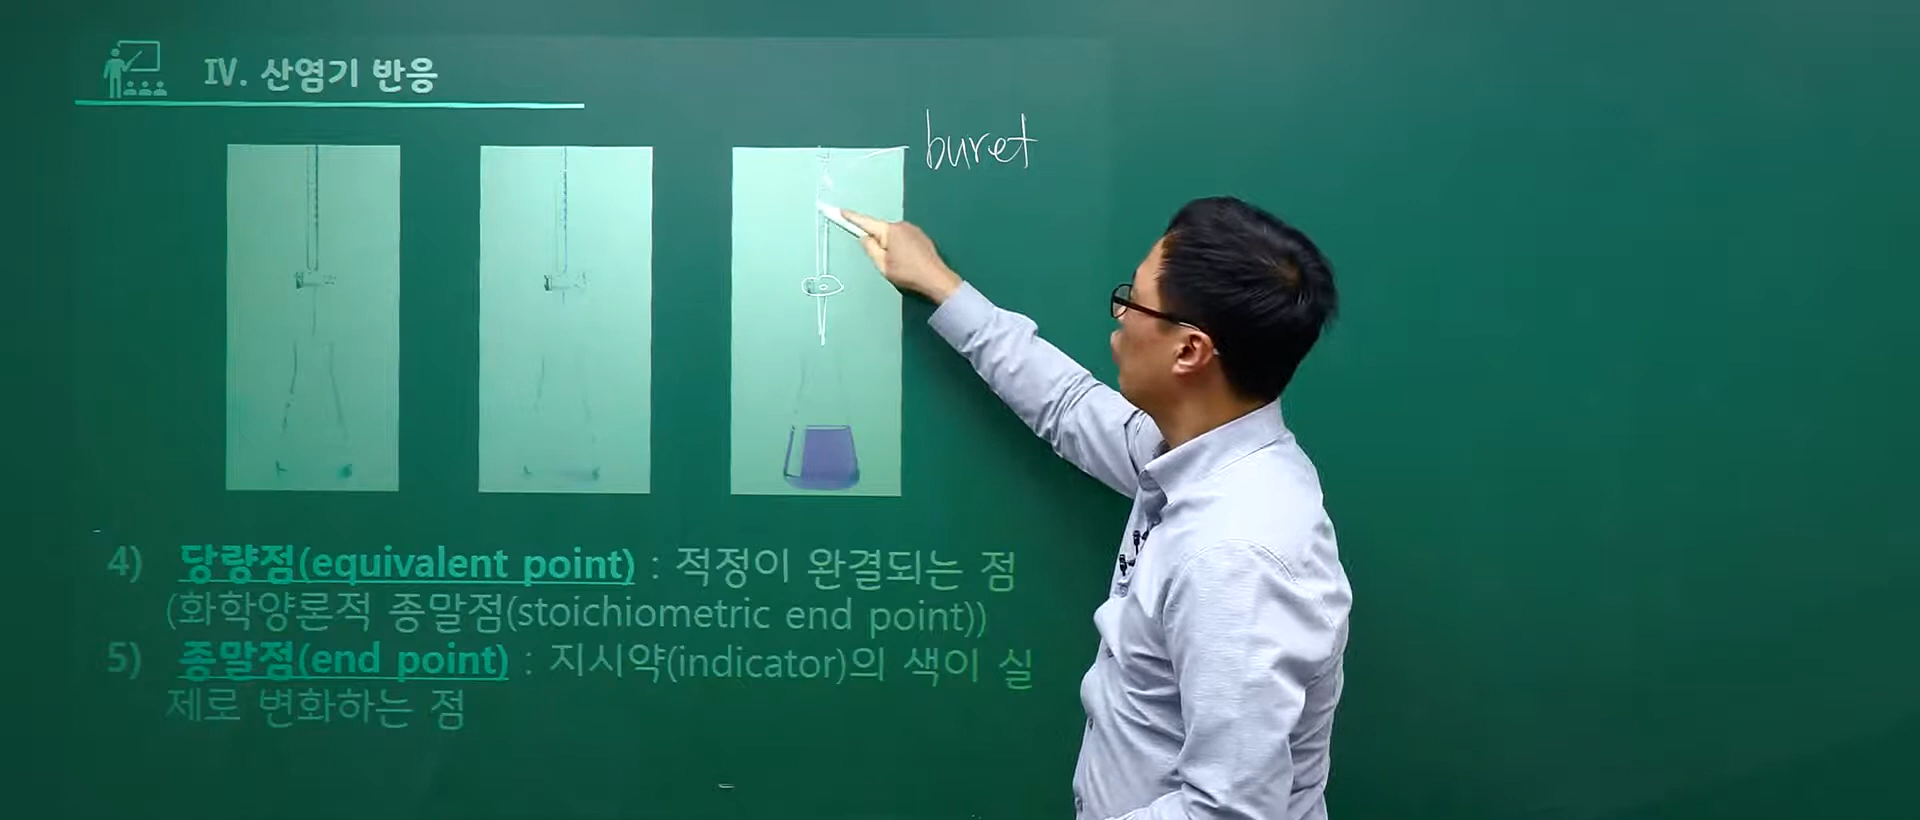 Ⅳ. 산염기 반응
buret
4) 당량점(equivalent point) : 적정이 완결되는 점
(화학양론적 종말점(stoichiometric end point))
5) 종말점(end point) : 지시약(indicator)의 색이 실
제로 변화하는 점